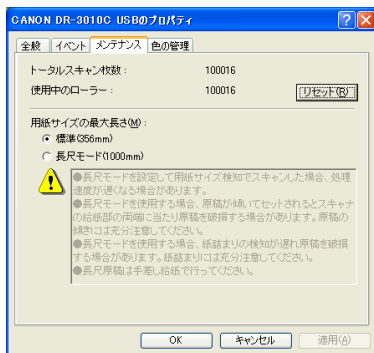 CANON DR-3010C USBのプロパティ
全般 イベント メンテナンス 色の管理
トータルスキャン枚数: 100016
使用中のローラー: 100016 リセット(R)
用紙サイズの最大長さ(M):
標準(356mm)
長尺モード(1000mm)
●長尺モードを設定して用紙サイズ検知でスキャンした場合、処理
速度が遅くなる場合があります。
●長尺モードを使用する場合、原稿が傾いてセットされるとスキャナ
の給紙部の両端に当たり原稿を破損する場合があります。原稿の
傾きには充分注意してください。
●長尺モードを使用する場合、紙詰まりの検知が遅れ原稿を破損
する場合があります。紙詰まりには充分注意してください。
●長尺原稿は手差し給紙で行ってください。
OK キャンセル 適用(A)